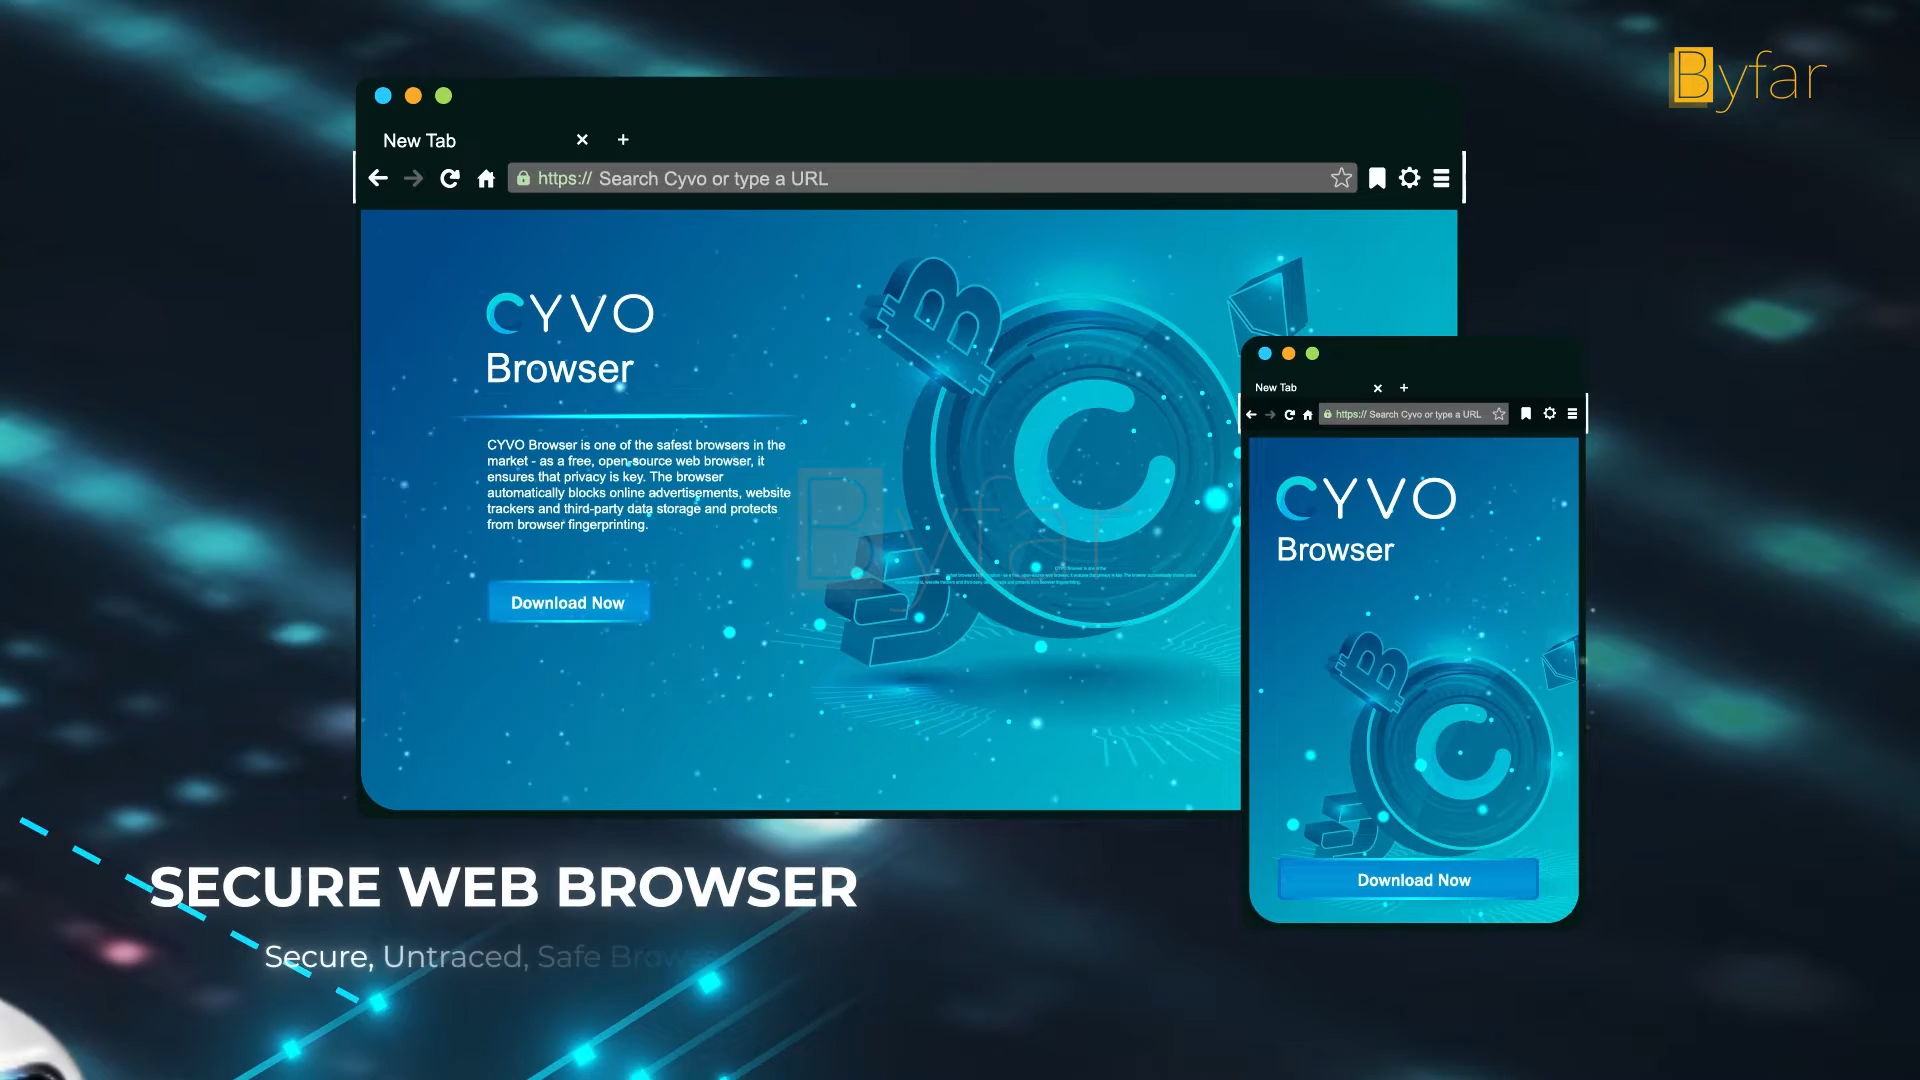 Byfar
New Tab
https:// Search Cyvo or type a URL
CYVO
Browser
CYVO Browser is one of the safest browsers in the
market - as a free, open-source web browser, it
ensures that privacy is key. The browser
automatically blocks online advertisements, website
trackers and third-party data storage and protects
from browser fingerprinting.
Download Now
Byfar
New Tab
https:// Search Cyvo or type a URL
CYVO
Browser
Download Now
SECURE WEB BROWSER
Secure, Untraced, Safe